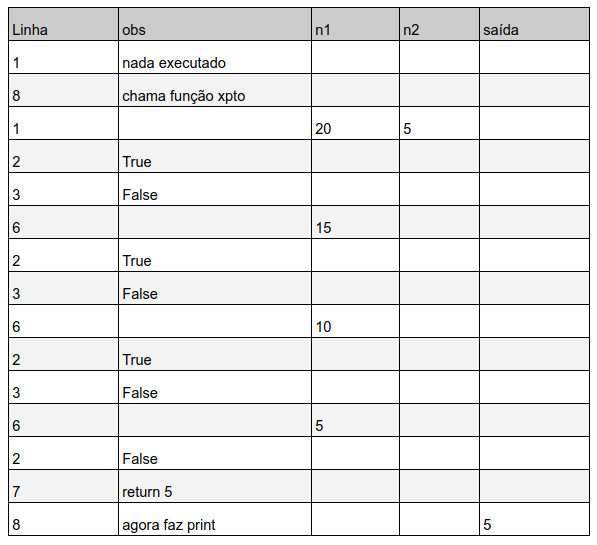 Linha obs n1 n2 saída
1 nada executado
8 chama função xpto
1 20 5
2 True
3 False
6 15
2 True
3 False
6 10
2 True
3 False
6 5
2 False
7 return 5
8 agora faz print 5